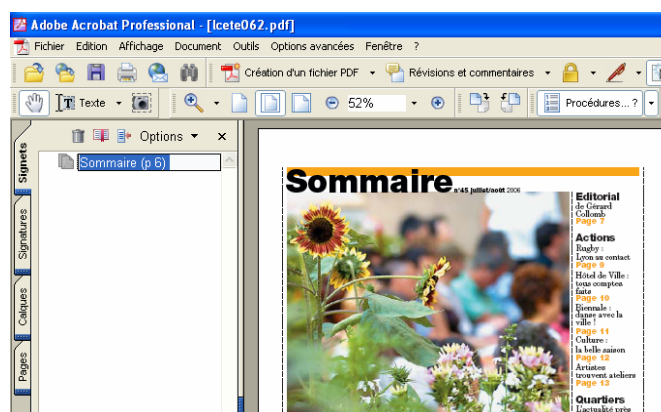 Adobe Acrobat Professional - [lcete062.pdf]
Fichier Edition Affichage Document Outils Options avancées Fenêtre ?
Création d'un fichier PDF Révisions et commentaires
Texte 52% Procédures... ?
Options
Signets
Sommaire (p 6)
Signatures
Calques
Pages
Sommaire
n°45 juillet/août 2006
Editorial
de Gérard
Collomb
Page 7
Actions
Rugby :
Lyon au contact
Page 9
Hôtel de Ville :
tous comptes
faits
Page 10
Biennale :
danse avec la
ville !
Page 11
Culture :
la belle saison
Page 12
Artistes
trouvent ateliers
Page 13
Quartiers
L'actualité près